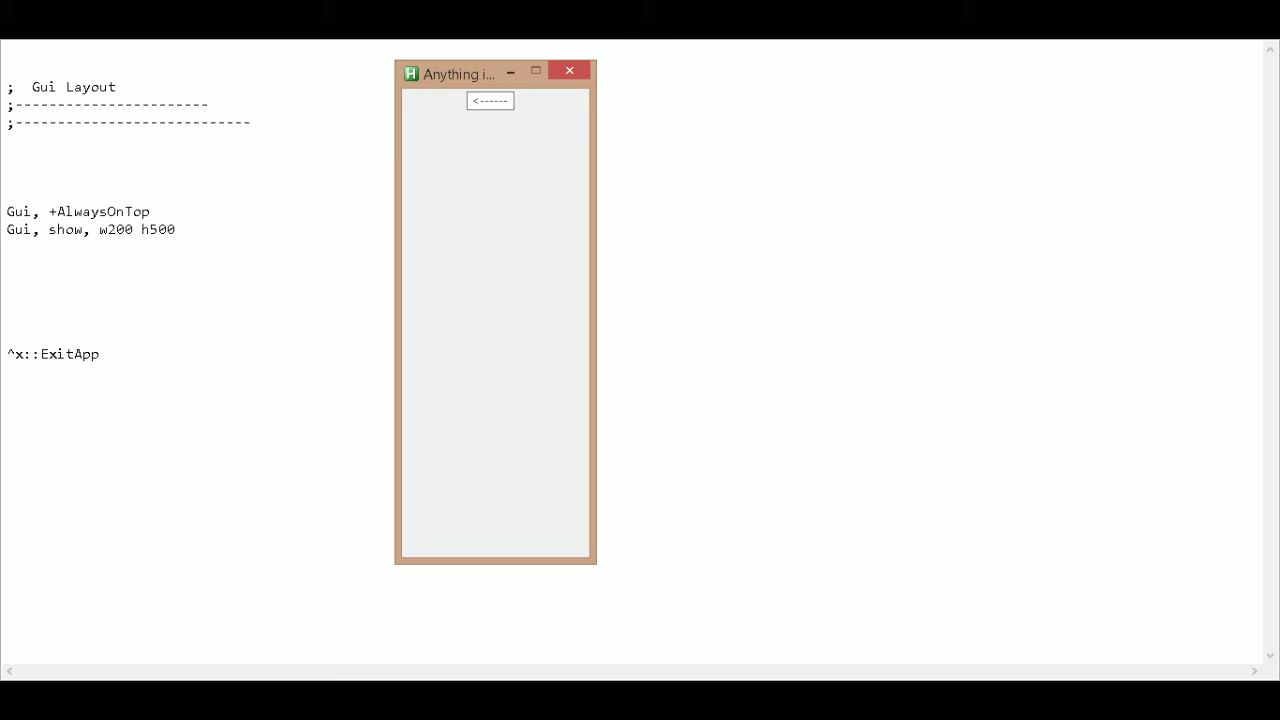 ;  Gui Layout
;-----------------------
;----------------------------
Gui, +AlwaysOnTop
Gui, show, w200 h500
^x::ExitApp
H Anything i...
<------